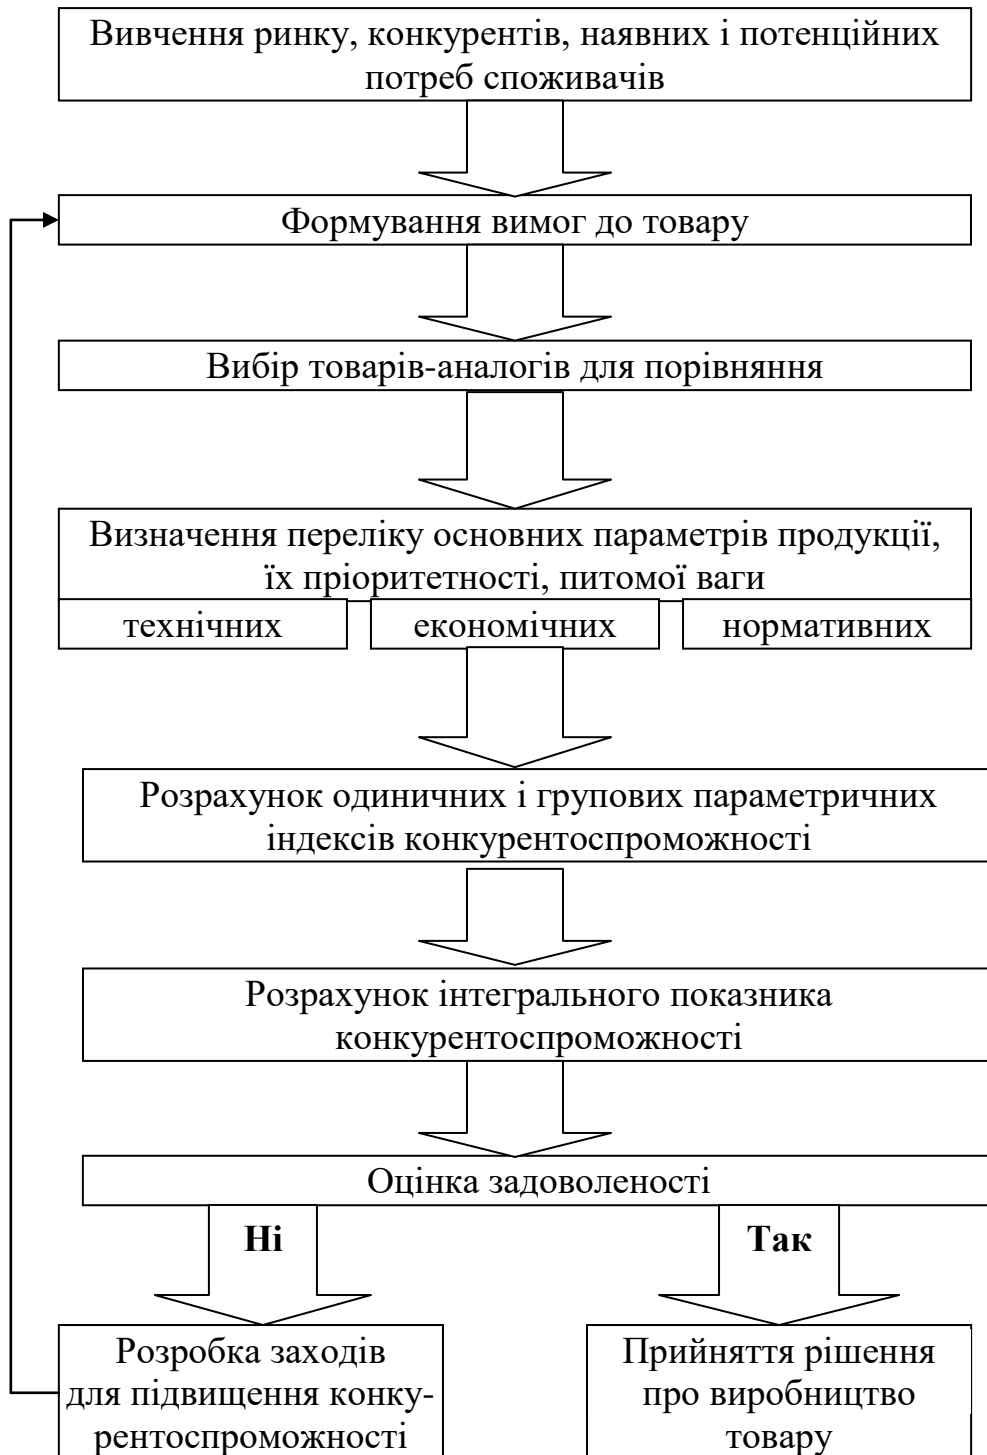 Вивчення ринку, конкурентів, наявних і потенційних
потреб споживачів
Формування вимог до товару
Вибір товарів-аналогів для порівняння
Визначення переліку основних параметрів продукції,
їх пріоритетності, питомої ваги
технічних
економічних
нормативних
Розрахунок одиничних і групових параметричних
індексів конкурентоспроможності
Розрахунок інтегрального показника
конкурентоспроможності
Оцінка задоволеності
Ні
Так
Розробка заходів
для підвищення конку-
рентоспроможності
Прийняття рішення
про виробництво
товару